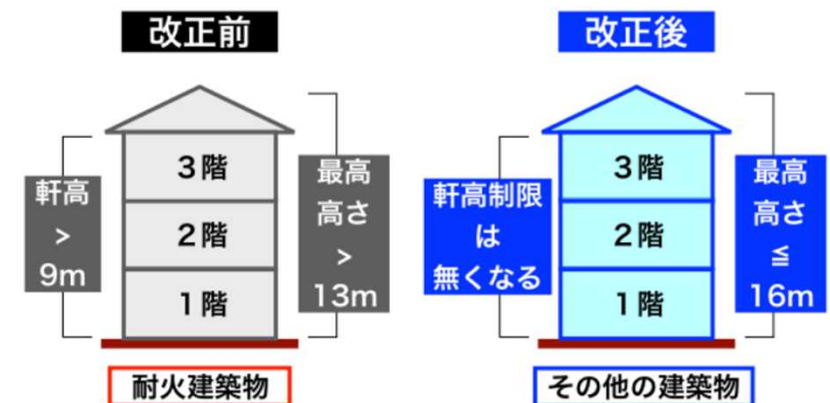 改正前
改正後
軒高
>
9m
3階
2階
1階
最高
高さ
>
13m
軒高制限
は
無くなる
3階
2階
1階
最高
高さ
≦
16m
耐火建築物
その他の建築物